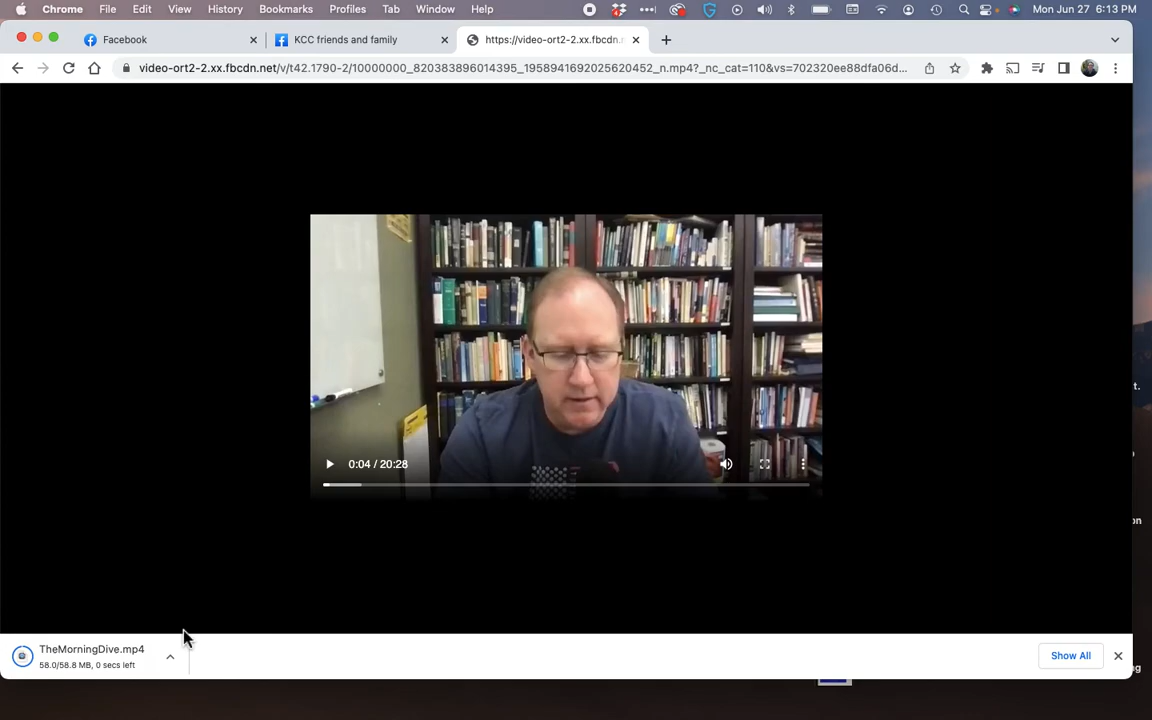 Chrome File Edit View History Bookmarks Profiles Tab Window Help Mon Jun 27 6:13 PM
Facebook KCC friends and family https://video-ort2-2.xx.fbcdn.
video-ort2-2.xx.fbcdn.net/v/t42.1790-2/10000000_820383896014395_1958941692025620452_n.mp4?_nc_cat=110&vs=702320ee88dfa06d...
t.
0:04 / 20:28
on
TheMorningDive.mp4
58.0/58.8 MB, 0 secs left
Show All